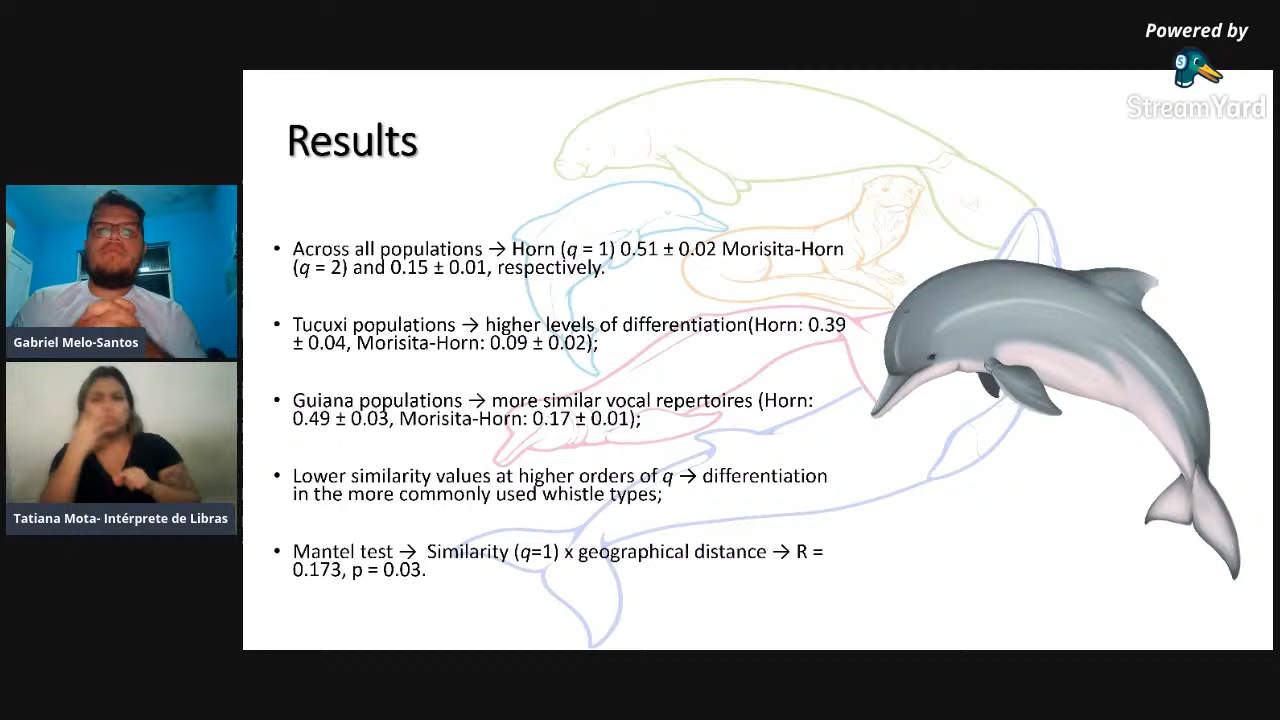 Powered by
StreamYard
Results
• Across all populations → Horn (q = 1) 0.51 ± 0.02 Morisita-Horn
(q = 2) and 0.15 ± 0.01, respectively.
• Tucuxi populations → higher levels of differentiation(Horn: 0.39
± 0.04, Morisita-Horn: 0.09 ± 0.02);
• Guiana populations → more similar vocal repertoires (Horn:
0.49 ± 0.03, Morisita-Horn: 0.17 ± 0.01);
• Lower similarity values at higher orders of q → differentiation
in the more commonly used whistle types;
• Mantel test → Similarity (q=1) x geographical distance → R =
0.173, p = 0.03.
Gabriel Melo-Santos
Tatiana Mota- Intérprete de Libras